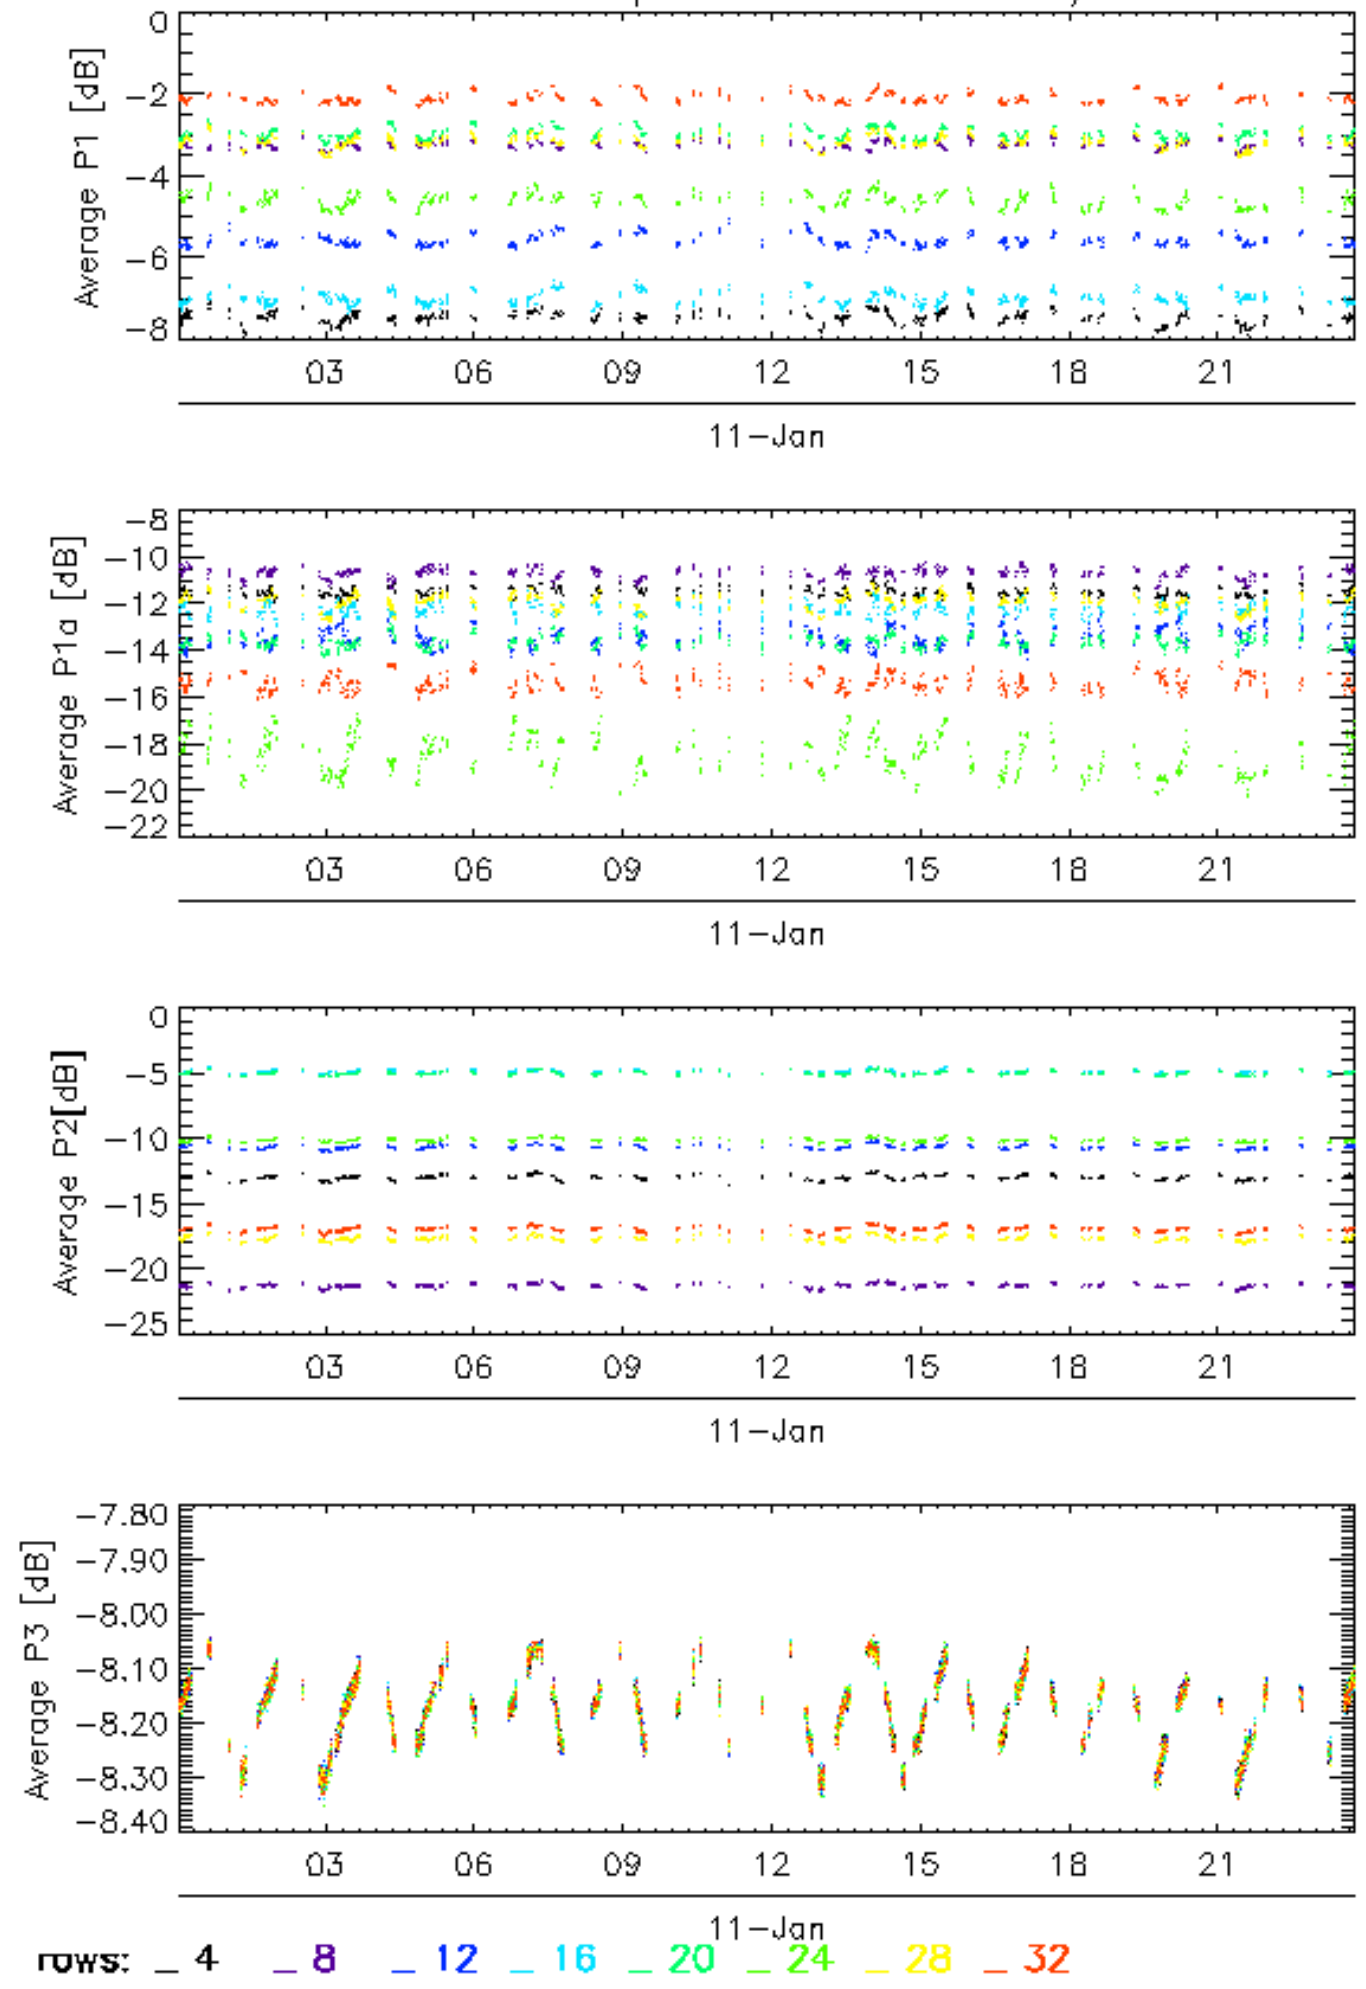 0
-2
-4
-6
-8
Average P1 [dB]
03 06 09 12 15 18 21
11-Jan
-8
-10
-12
-14
-16
-18
-20
-22
Average P1a [dB]
03 06 09 12 15 18 21
11-Jan
0
-5
-10
-15
-20
-25
Average P2[dB]
03 06 09 12 15 18 21
11-Jan
-7.80
-7.90
-8.00
-8.10
-8.20
-8.30
-8.40
Average P3 [dB]
03 06 09 12 15 18 21
11-Jan
rows: _ 4 _ 8 _ 12 _ 16 _ 20 _ 24 _ 28 _ 32